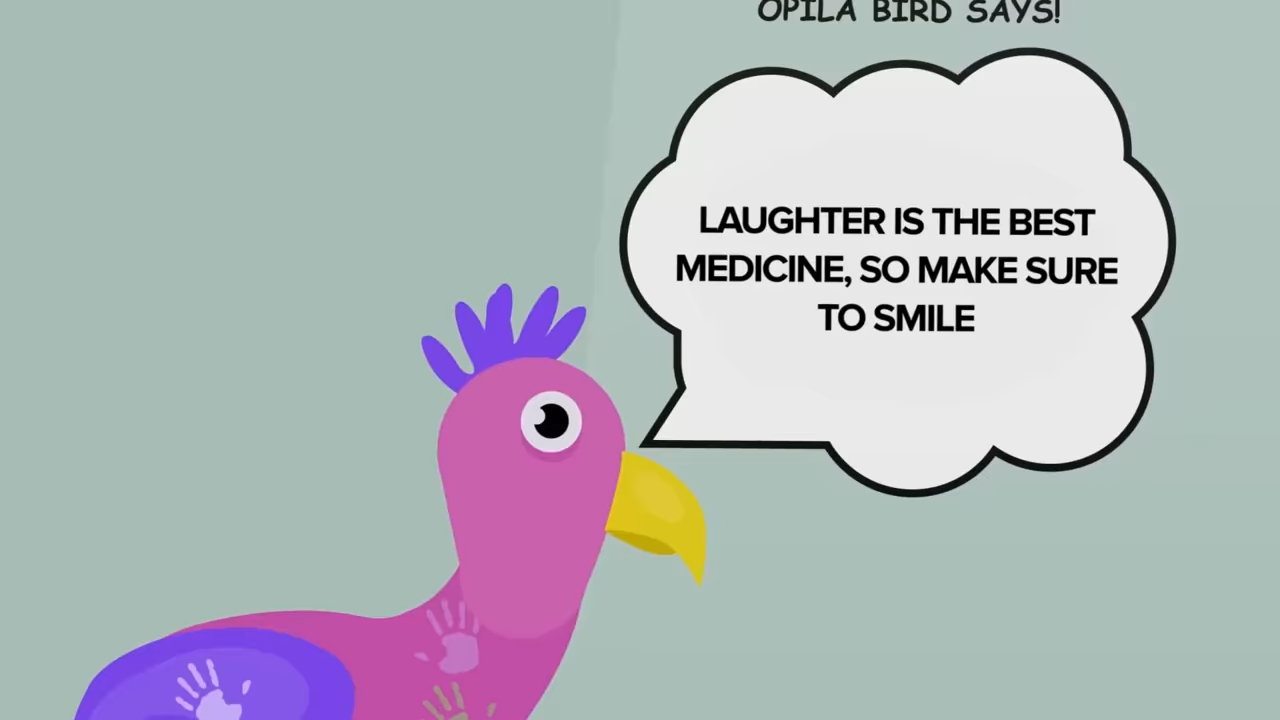 OPILA BIRD SAYS!
LAUGHTER IS THE BEST
MEDICINE, SO MAKE SURE
TO SMILE